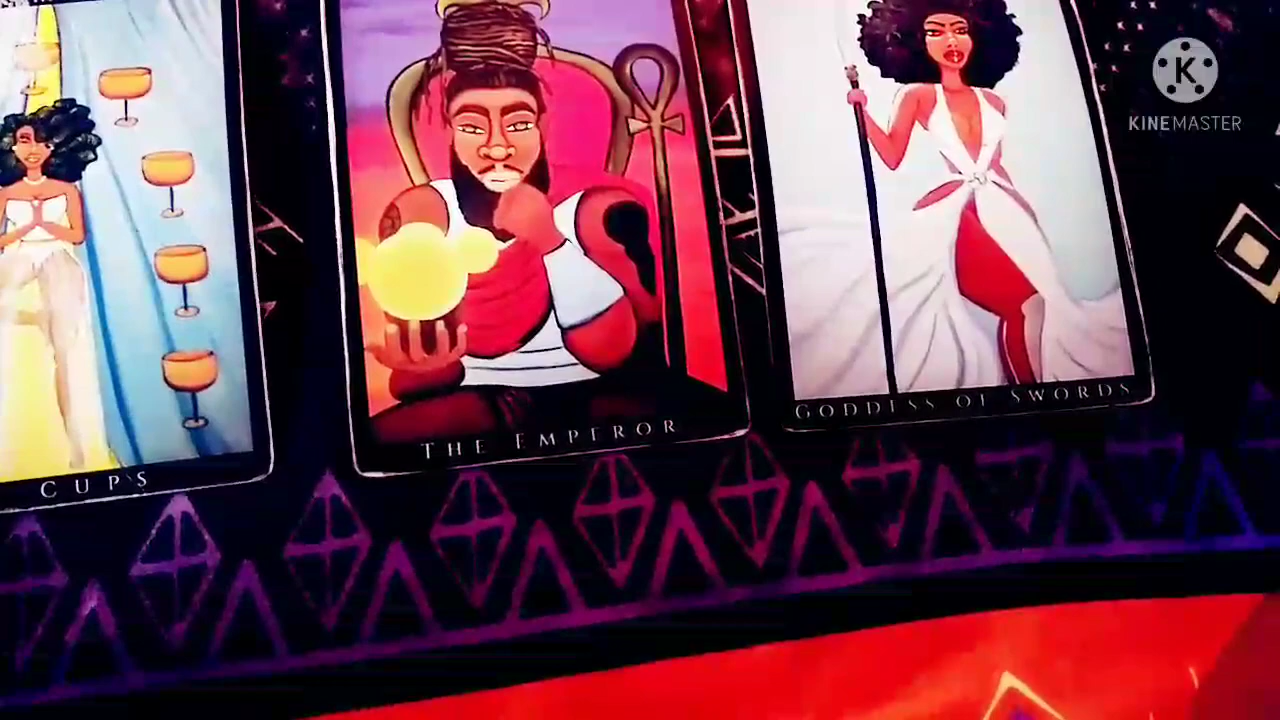 K
KINEMASTER
CUPS
THE EMPEROR
GODDESS OF SWORDS